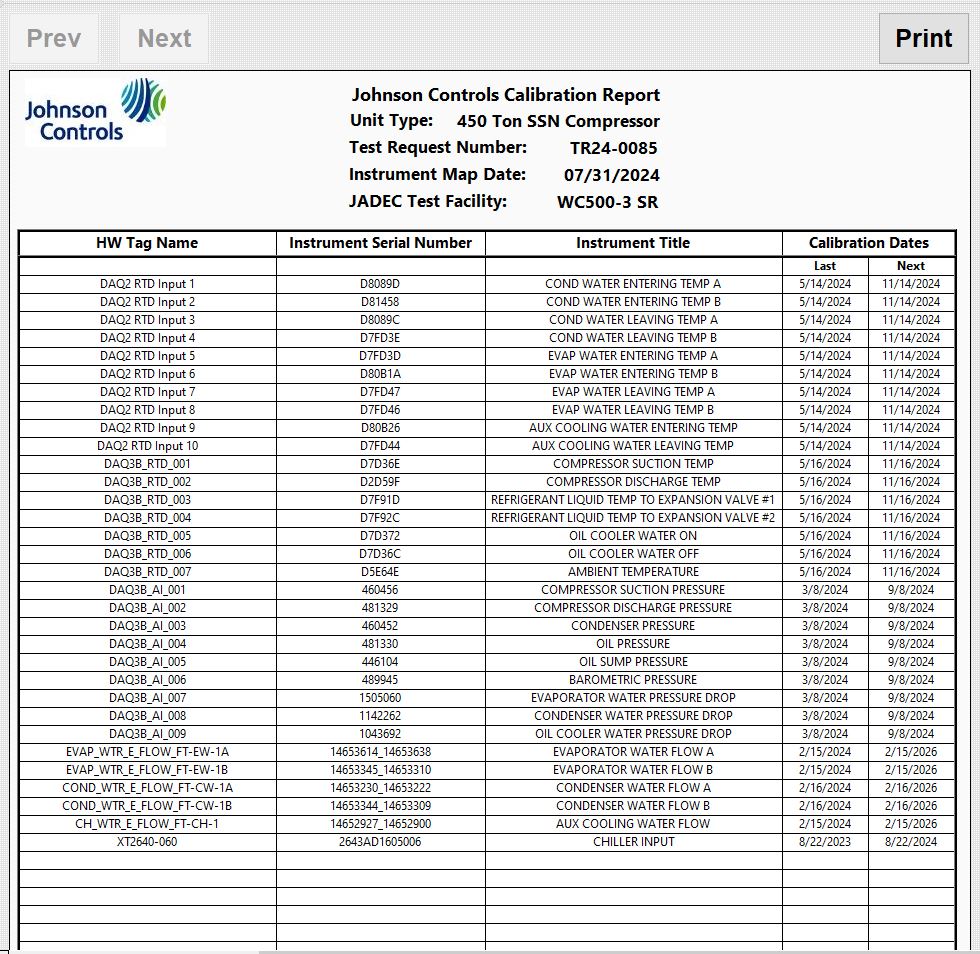 Prev Next Print
Johnson Controls
Johnson Controls Calibration Report
Unit Type: 450 Ton SSN Compressor
Test Request Number: TR24-0085
Instrument Map Date: 07/31/2024
JADEC Test Facility: WC500-3 SR
HW Tag Name Instrument Serial Number Instrument Title Calibration Dates
Last Next
DAQ2 RTD Input 1 D8089D COND WATER ENTERING TEMP A 5/14/2024 11/14/2024
DAQ2 RTD Input 2 D81458 COND WATER ENTERING TEMP B 5/14/2024 11/14/2024
DAQ2 RTD Input 3 D8089C COND WATER LEAVING TEMP A 5/14/2024 11/14/2024
DAQ2 RTD Input 4 D7FD3E COND WATER LEAVING TEMP B 5/14/2024 11/14/2024
DAQ2 RTD Input 5 D7FD3D EVAP WATER ENTERING TEMP A 5/14/2024 11/14/2024
DAQ2 RTD Input 6 D80B1A EVAP WATER ENTERING TEMP B 5/14/2024 11/14/2024
DAQ2 RTD Input 7 D7FD47 EVAP WATER LEAVING TEMP A 5/14/2024 11/14/2024
DAQ2 RTD Input 8 D7FD46 EVAP WATER LEAVING TEMP B 5/14/2024 11/14/2024
DAQ2 RTD Input 9 D80B26 AUX COOLING WATER ENTERING TEMP 5/14/2024 11/14/2024
DAQ2 RTD Input 10 D7FD44 AUX COOLING WATER LEAVING TEMP 5/14/2024 11/14/2024
DAQ3B_RTD_001 D7D36E COMPRESSOR SUCTION TEMP 5/16/2024 11/16/2024
DAQ3B_RTD_002 D2D59F COMPRESSOR DISCHARGE TEMP 5/16/2024 11/16/2024
DAQ3B_RTD_003 D7F91D REFRIGERANT LIQUID TEMP TO EXPANSION VALVE #1 5/16/2024 11/16/2024
DAQ3B_RTD_004 D7F92C REFRIGERANT LIQUID TEMP TO EXPANSION VALVE #2 5/16/2024 11/16/2024
DAQ3B_RTD_005 D7D372 OIL COOLER WATER ON 5/16/2024 11/16/2024
DAQ3B_RTD_006 D7D36C OIL COOLER WATER OFF 5/16/2024 11/16/2024
DAQ3B_RTD_007 D5E64E AMBIENT TEMPERATURE 5/16/2024 11/16/2024
DAQ3B_AI_001 460456 COMPRESSOR SUCTION PRESSURE 3/8/2024 9/8/2024
DAQ3B_AI_002 481329 COMPRESSOR DISCHARGE PRESSURE 3/8/2024 9/8/2024
DAQ3B_AI_003 460452 CONDENSER PRESSURE 3/8/2024 9/8/2024
DAQ3B_AI_004 481330 OIL PRESSURE 3/8/2024 9/8/2024
DAQ3B_AI_005 446104 OIL SUMP PRESSURE 3/8/2024 9/8/2024
DAQ3B_AI_006 489945 BAROMETRIC PRESSURE 3/8/2024 9/8/2024
DAQ3B_AI_007 1505060 EVAPORATOR WATER PRESSURE DROP 3/8/2024 9/8/2024
DAQ3B_AI_008 1142262 CONDENSER WATER PRESSURE DROP 3/8/2024 9/8/2024
DAQ3B_AI_009 1043692 OIL COOLER WATER PRESSURE DROP 3/8/2024 9/8/2024
EVAP_WTR_E_FLOW_FT-EW-1A 14653614_14653638 EVAPORATOR WATER FLOW A 2/15/2024 2/15/2026
EVAP_WTR_E_FLOW_FT-EW-1B 14653345_14653310 EVAPORATOR WATER FLOW B 2/15/2024 2/15/2026
COND_WTR_E_FLOW_FT-CW-1A 14653230_14653222 CONDENSER WATER FLOW A 2/16/2024 2/16/2026
COND_WTR_E_FLOW_FT-CW-1B 14653344_14653309 CONDENSER WATER FLOW B 2/16/2024 2/16/2026
CH_WTR_E_FLOW_FT-CH-1 14652927_14652900 AUX COOLING WATER FLOW 2/15/2024 2/15/2026
XT2640-060 2643AD1605006 CHILLER INPUT 8/22/2023 8/22/2024